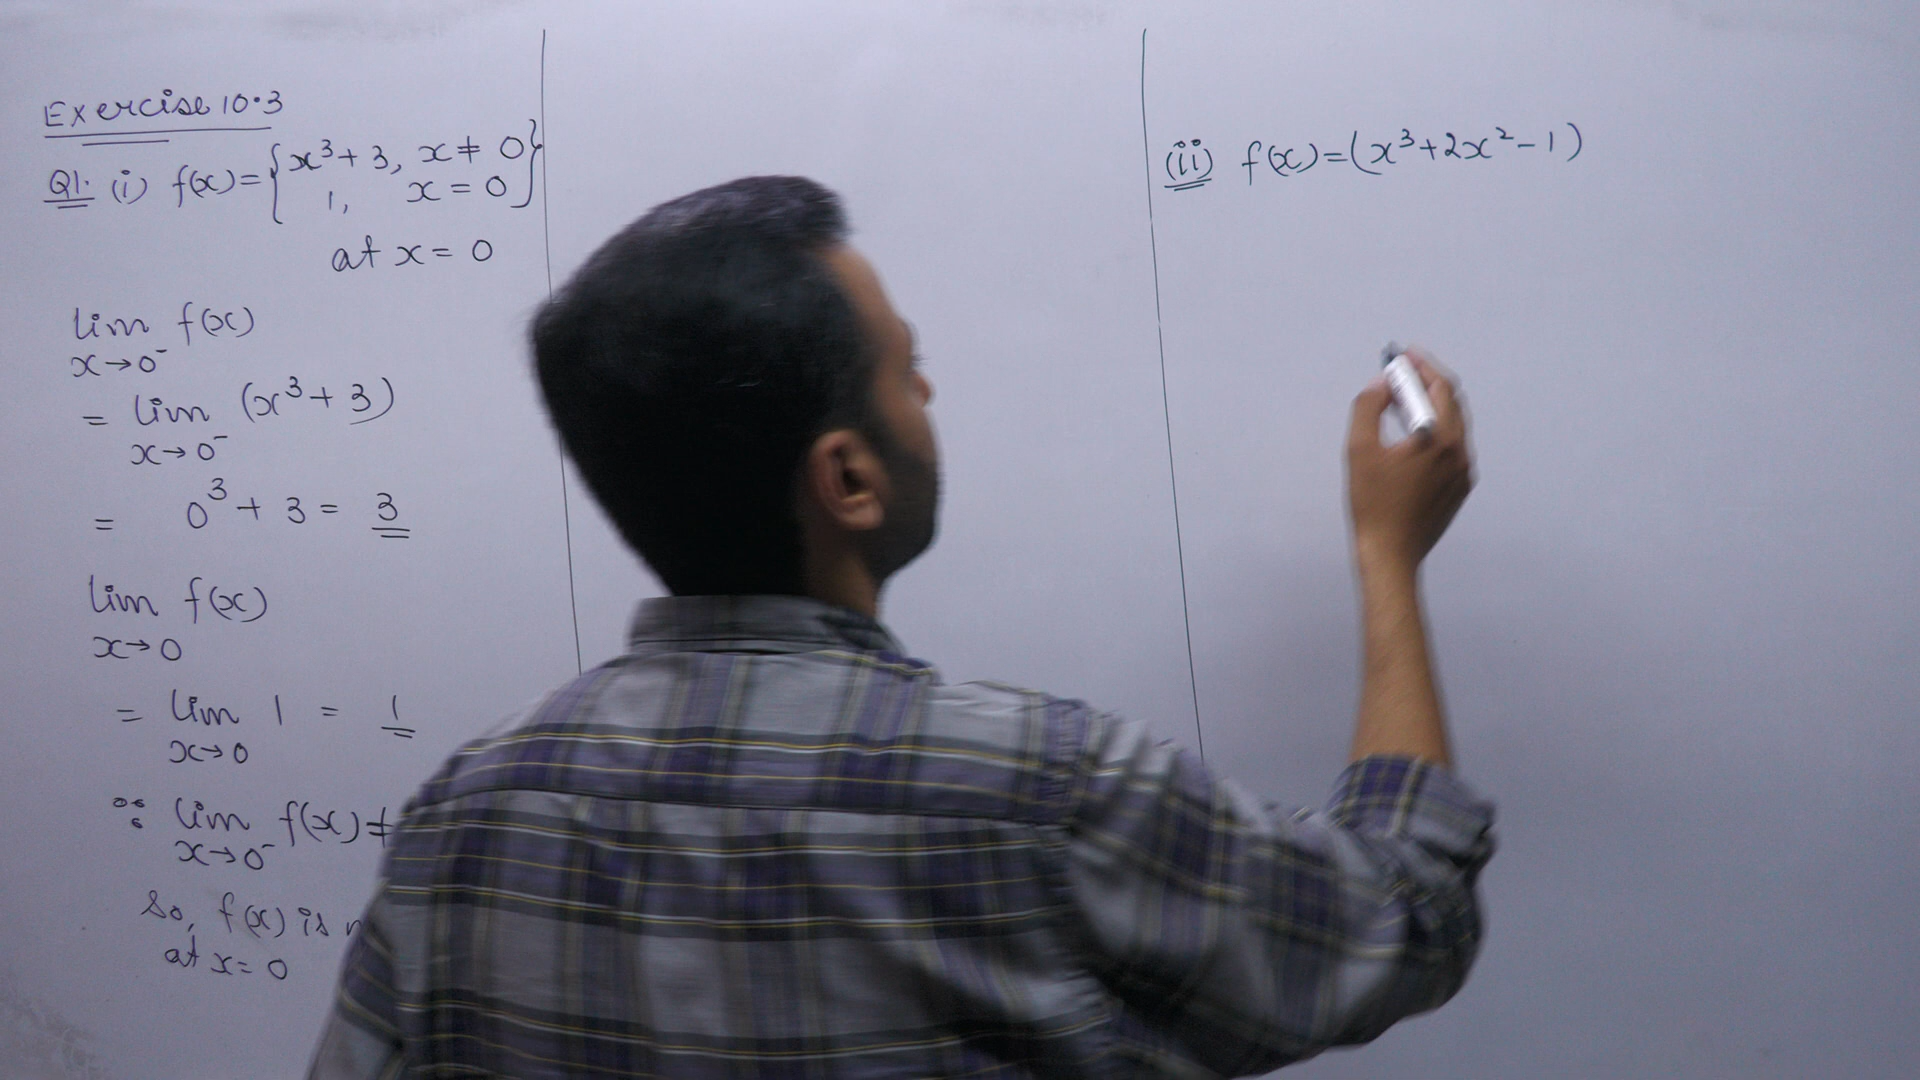 Exercise 10.3
Q1. (i) f(x) = { x³ + 3, x ≠ 0
1, x = 0 }
at x = 0
lim f(x)
x→0⁻
= lim (x³ + 3)
x→0⁻
= 0³ + 3 = 3
lim f(x)
x→0
= lim 1 = 1
x→0
∵ lim f(x) ≠
x→0⁻
So, f(x) is
at x = 0
(ii) f(x) = (x³ + 2x² - 1)